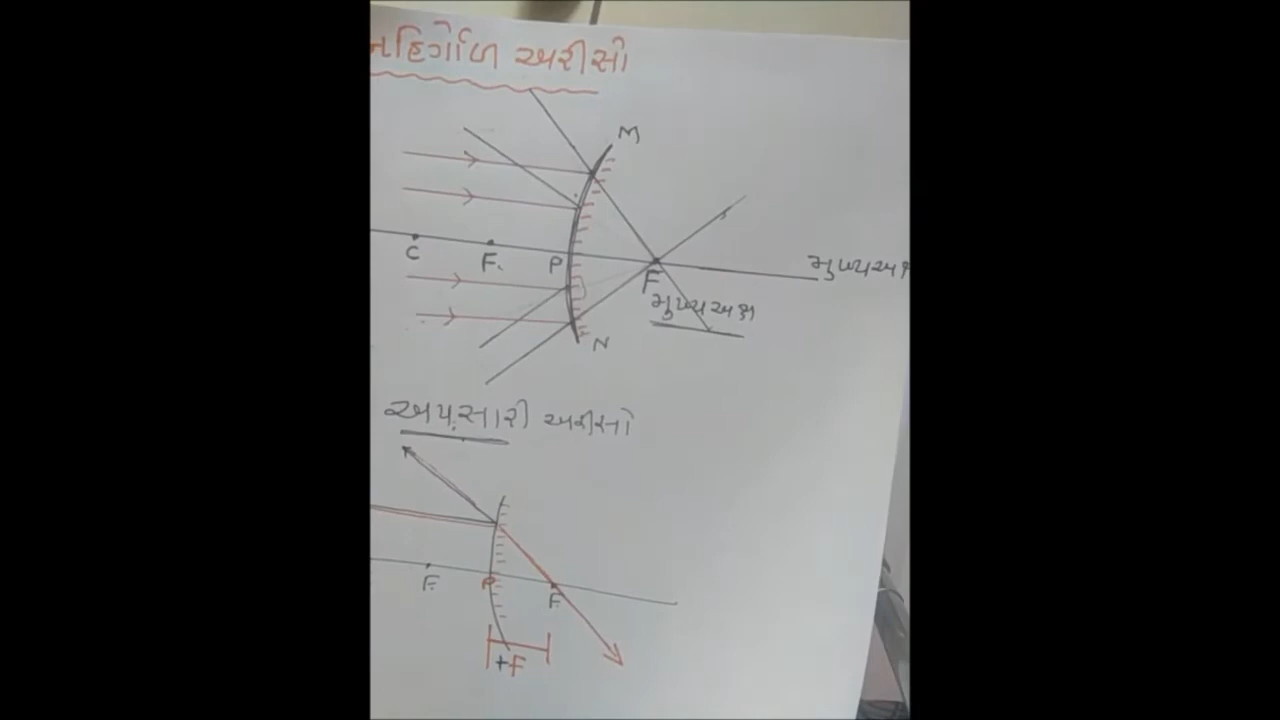 બહિર્ગોળ અરીસો
M
C F. P
F
મુખ્યઅક્ષ
મુખ્યઅક્ષ
N
અપસારી અરીસો
F P F
+F